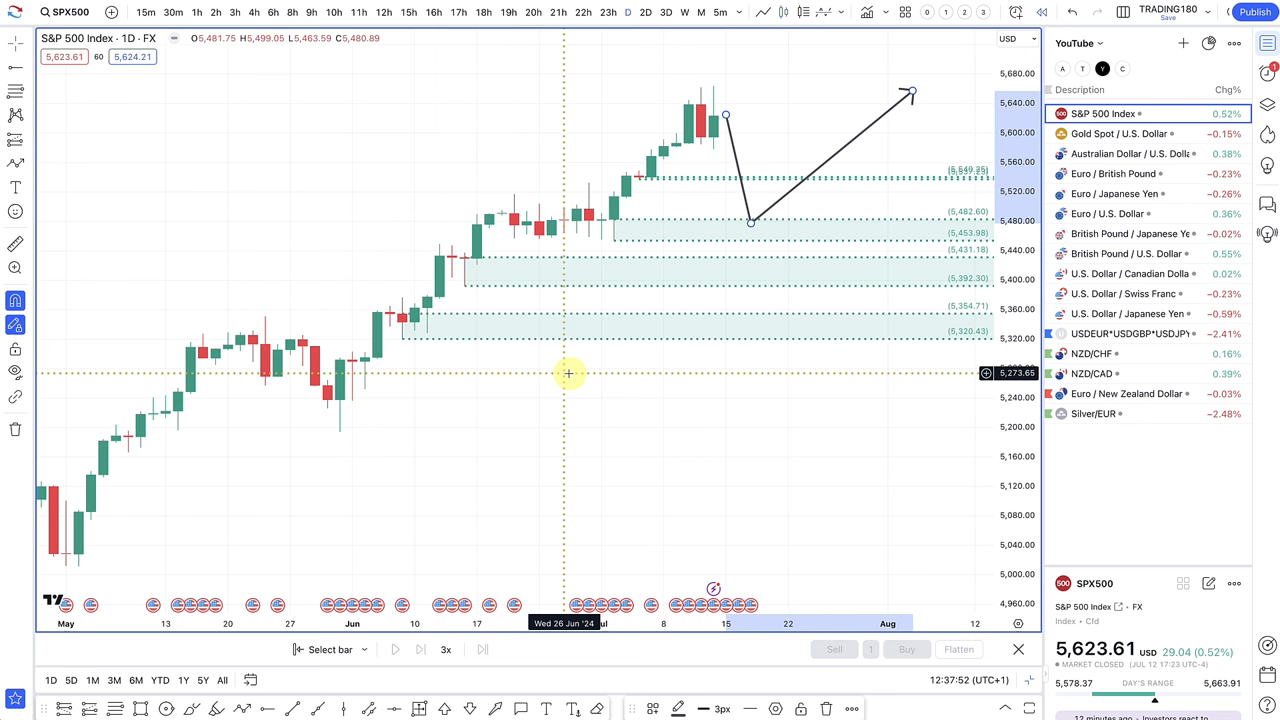 SPX500 15m 30m 1h 2h 3h 4h 6h 8h 9h 10h 11h 12h 15h 16h 17h 18h 19h 20h 21h 22h 23h D 2D 3D W M 5m 0 1 2 3 TRADING180 Save Publish
S&P 500 Index · 1D · FX O5,481.75 H5,499.05 L5,463.59 C5,480.89 USD
5,623.61 60 5,624.21
5,680.00
5,640.00
5,600.00
5,560.00
5,520.00
5,480.00
5,440.00
5,400.00
5,360.00
5,320.00
5,273.65
5,240.00
5,200.00
5,160.00
5,120.00
5,080.00
5,040.00
5,000.00
4,960.00
(5,482.60)
(5,453.98)
(5,431.18)
(5,392.30)
(5,354.71)
(5,320.43)
May 13 20 27 Jun 10 17 Wed 26 Jun '24 ul 8 15 22 Aug 12
YouTube
A T Y C
Description Chg%
S&P 500 Index 0.52%
Gold Spot / U.S. Dollar −0.15%
Australian Dollar / U.S. Dolla 0.38%
Euro / British Pound −0.23%
Euro / Japanese Yen −0.26%
Euro / U.S. Dollar 0.36%
British Pound / Japanese Ye −0.02%
British Pound / U.S. Dollar 0.55%
U.S. Dollar / Canadian Dolla 0.02%
U.S. Dollar / Swiss Franc −0.23%
U.S. Dollar / Japanese Yen −0.59%
USDEUR*USDGBP*USDJPY −2.41%
NZD/CHF 0.16%
NZD/CAD 0.39%
Euro / New Zealand Dollar −0.03%
Silver/EUR −2.48%
500 SPX500
S&P 500 Index · FX
Index · Cfd
5,623.61 USD 29.04 (0.52%)
MARKET CLOSED (JUL 12 17:23 UTC-4)
5,578.37 DAY'S RANGE 5,663.91
12 minutes ago · Investors react to
Select bar 3x Sell 1 Buy Flatten
1D 5D 1M 3M 6M YTD 1Y 5Y All 12:37:52 (UTC+1)
3px